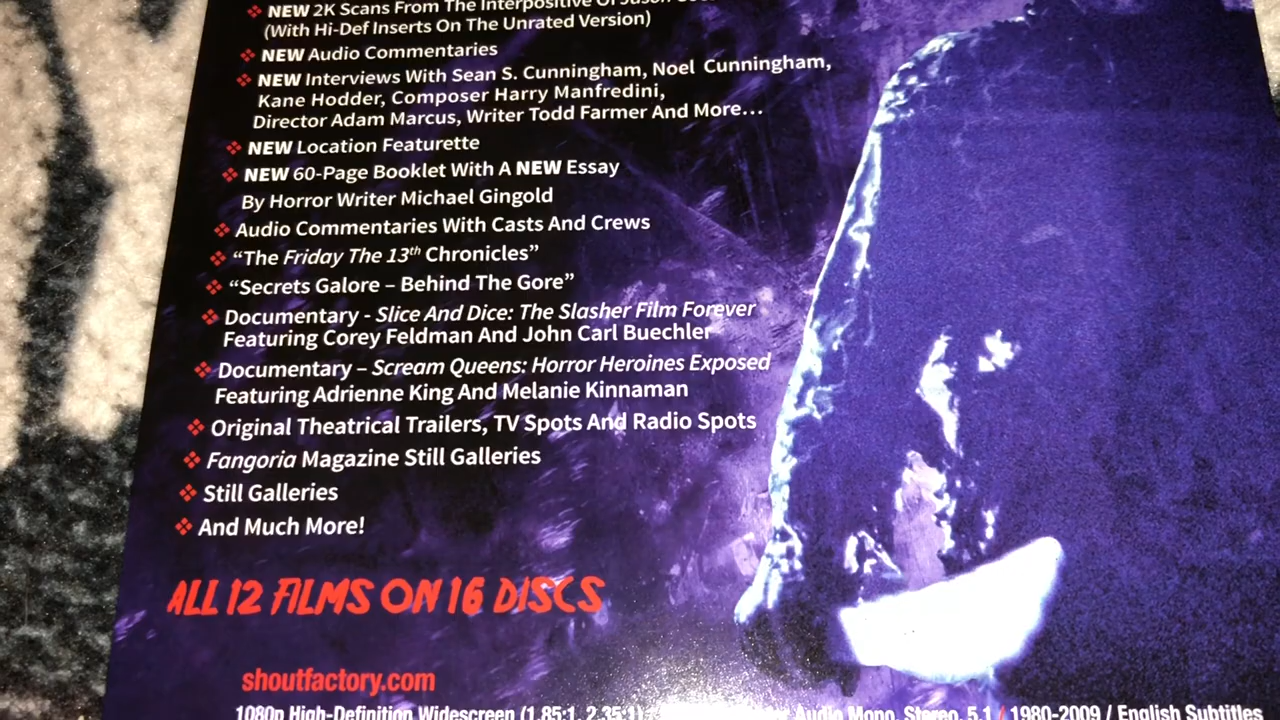 ❖ NEW 2K Scans From The Interpositive Of Jason
(With Hi-Def Inserts On The Unrated Version)
❖ NEW Audio Commentaries
❖ NEW Interviews With Sean S. Cunningham, Noel Cunningham,
Kane Hodder, Composer Harry Manfredini,
Director Adam Marcus, Writer Todd Farmer And More...
❖ NEW Location Featurette
❖ NEW 60-Page Booklet With A NEW Essay
By Horror Writer Michael Gingold
❖ Audio Commentaries With Casts And Crews
❖ “The Friday The 13th Chronicles”
❖ “Secrets Galore – Behind The Gore”
❖ Documentary - Slice And Dice: The Slasher Film Forever
Featuring Corey Feldman And John Carl Buechler
❖ Documentary – Scream Queens: Horror Heroines Exposed
Featuring Adrienne King And Melanie Kinnaman
❖ Original Theatrical Trailers, TV Spots And Radio Spots
❖ Fangoria Magazine Still Galleries
❖ Still Galleries
❖ And Much More!
ALL 12 FILMS ON 16 DISCS
shoutfactory.com
1080p High-Definition Widescreen (1.85:1, 2.35:1) Audio Mono, Stereo, 5.1 / 1980-2009 / English Subtitles